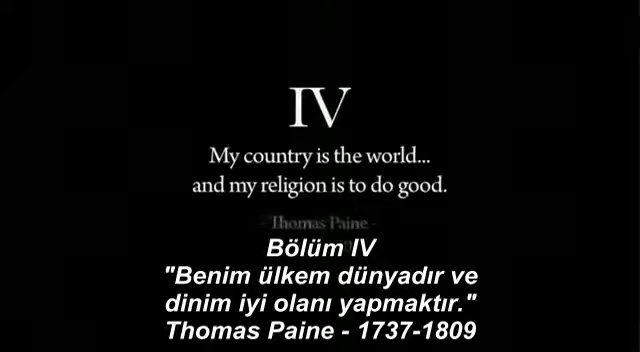 IV
My country is the world...
and my religion is to do good.
- Thomas Paine -
Bölüm IV
"Benim ülkem dünyadır ve
dinim iyi olanı yapmaktır."
Thomas Paine - 1737-1809